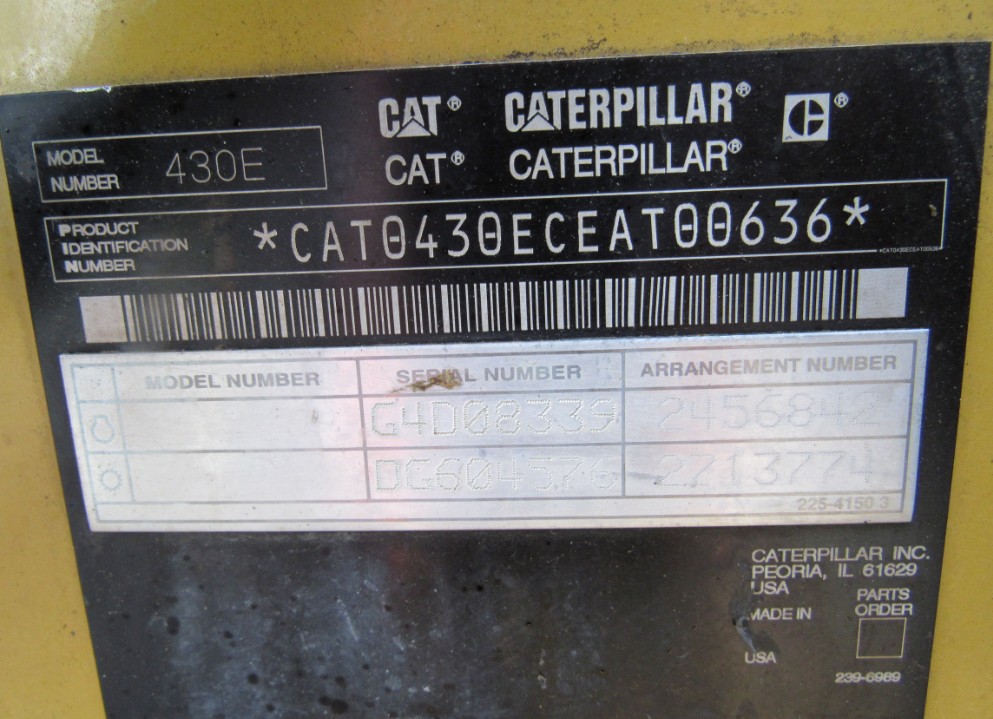 CAT® CATERPILLAR® C®
CAT® CATERPILLAR®
MODEL
NUMBER 430E
PRODUCT
IDENTIFICATION
NUMBER
*CAT0430ECEAT00636*
*CAT0430ECEAT00636*
MODEL NUMBER SERIAL NUMBER ARRANGEMENT NUMBER
G4D08339 2456842
DG604576 2713774
225-4150 3
CATERPILLAR INC.
PEORIA, IL 61629
USA
PARTS
ORDER
MADE IN
USA
239-6989